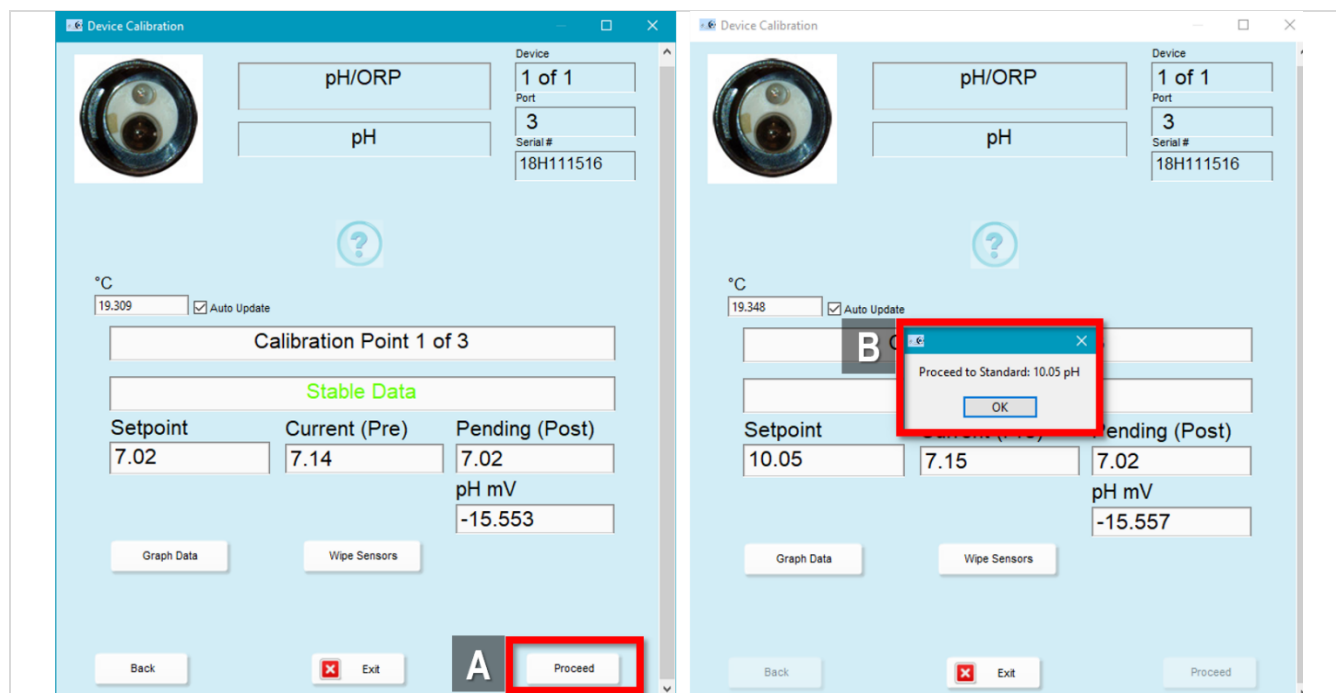 Device Calibration
Device
pH/ORP
1 of 1
Port
3
pH
Serial #
18H111516
?
°C
19.309
Auto Update
Calibration Point 1 of 3
Stable Data
Setpoint
Current (Pre)
Pending (Post)
7.02
7.14
7.02
pH mV
-15.553
Graph Data
Wipe Sensors
Back
Exit
A
Proceed
Device Calibration
Device
pH/ORP
1 of 1
Port
3
pH
Serial #
18H111516
?
°C
19.348
Auto Update
B
Proceed to Standard: 10.05 pH
OK
Setpoint
Pending (Post)
10.05
7.15
7.02
pH mV
-15.557
Graph Data
Wipe Sensors
Back
Exit
Proceed